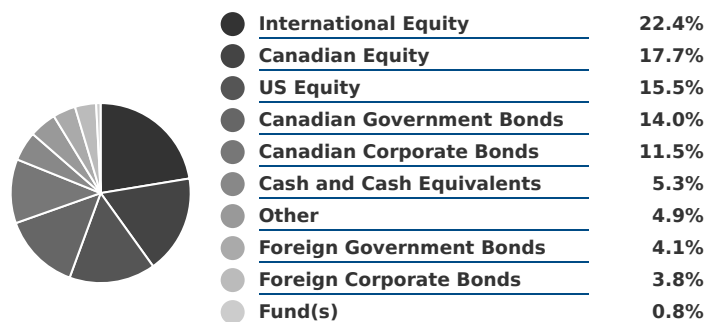 International Equity 22.4%
Canadian Equity 17.7%
US Equity 15.5%
Canadian Government Bonds 14.0%
Canadian Corporate Bonds 11.5%
Cash and Cash Equivalents 5.3%
Other 4.9%
Foreign Government Bonds 4.1%
Foreign Corporate Bonds 3.8%
Fund(s) 0.8%